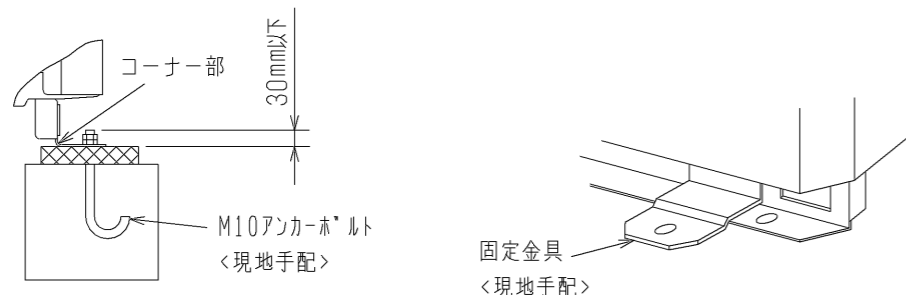 コーナー部
30mm以下
M10アンカーボルト
<現地手配>
固定金具
<現地手配>